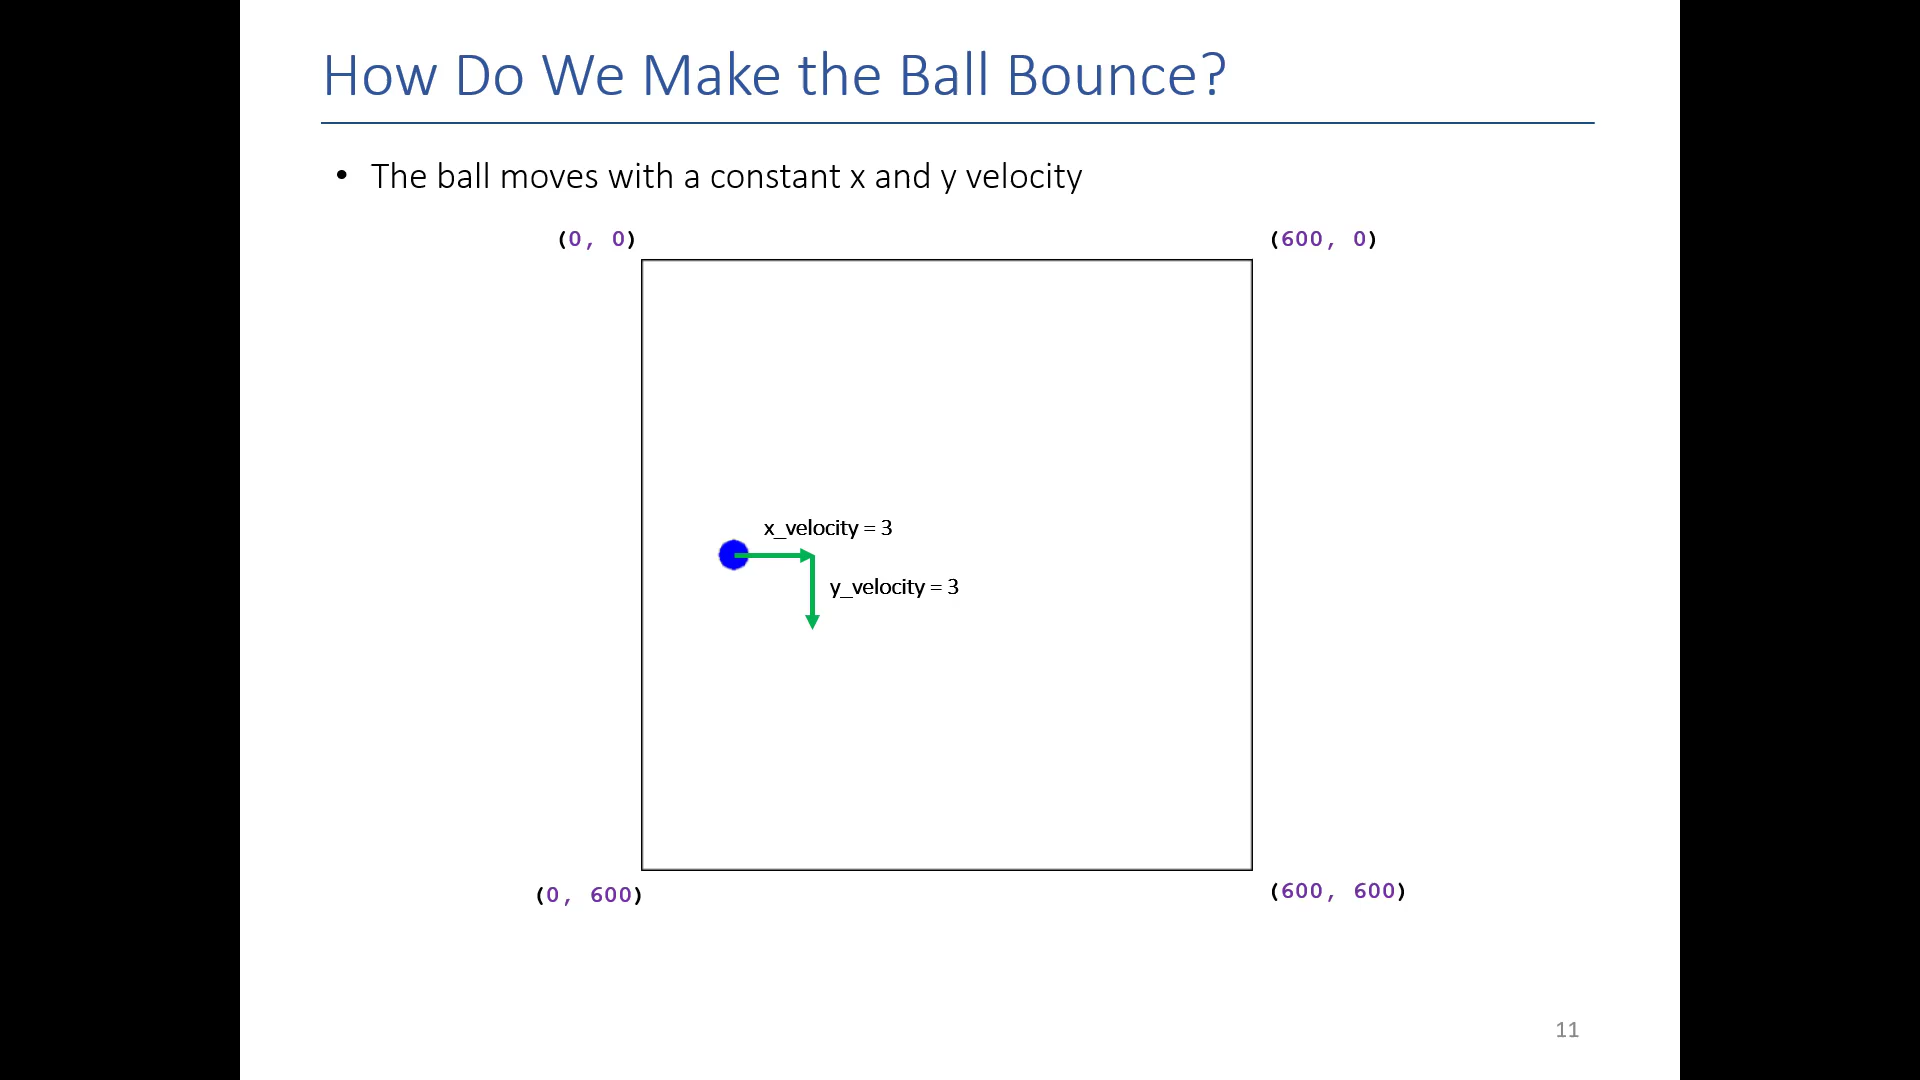 How Do We Make the Ball Bounce?
• The ball moves with a constant x and y velocity
(0, 0)
(600, 0)
x_velocity = 3
y_velocity = 3
(0, 600)
(600, 600)
11